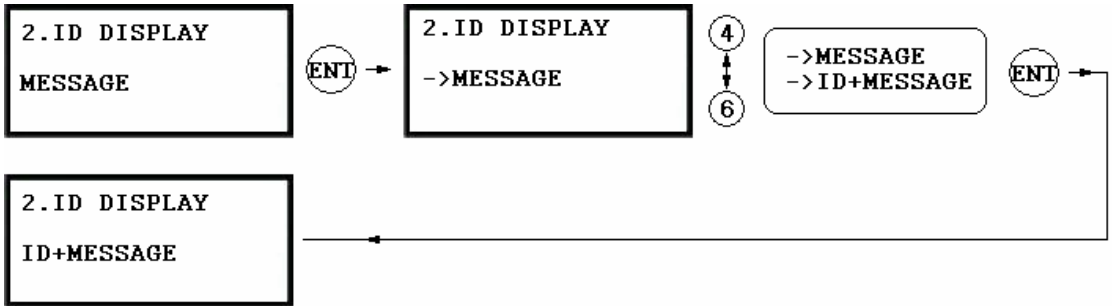 2.ID DISPLAY
MESSAGE
ENT
2.ID DISPLAY
->MESSAGE
4
6
->MESSAGE
->ID+MESSAGE
ENT
2.ID DISPLAY
ID+MESSAGE